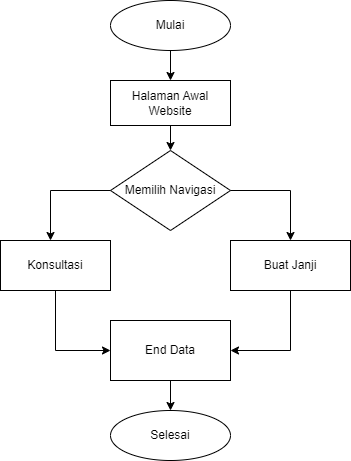 Mulai
Halaman Awal
Website
Memilih Navigasi
Konsultasi
Buat Janji
End Data
Selesai